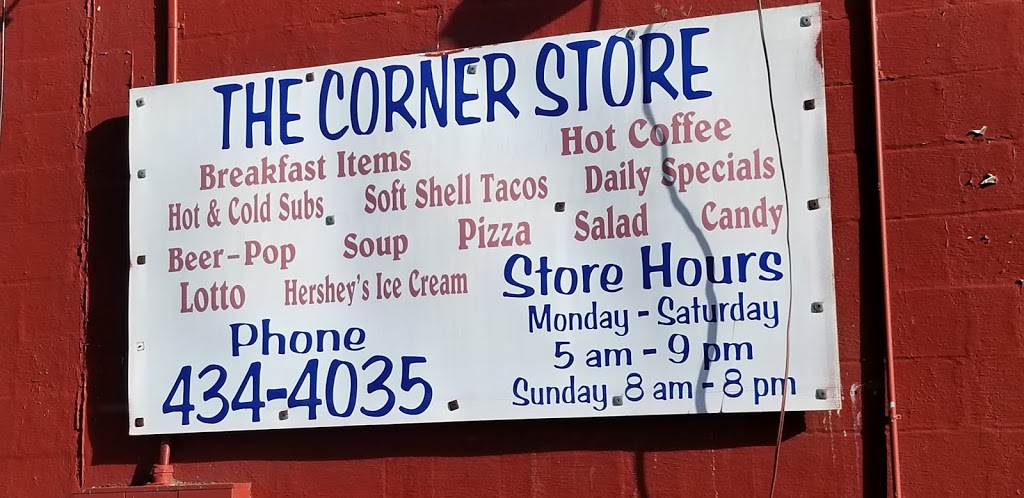 THE CORNER STORE
Breakfast Items
Hot Coffee
Hot & Cold Subs
Soft Shell Tacos
Daily Specials
Beer-Pop
Soup
Pizza
Salad
Candy
Lotto
Hershey's Ice Cream
Store Hours
Monday - Saturday
5 am - 9 pm
Sunday 8 am - 8 pm
Phone
434-4035